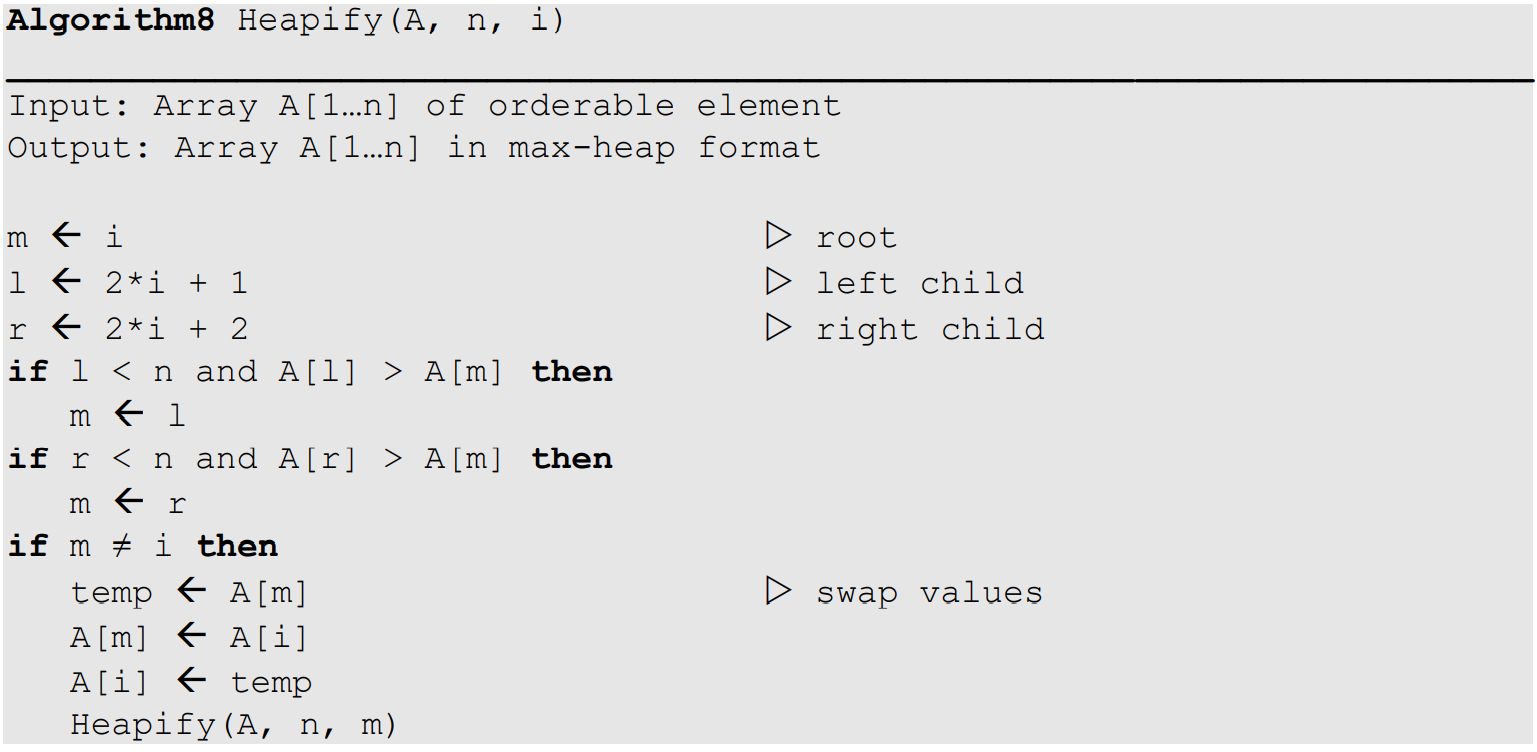 Algorithm8 Heapify(A, n, i)
Input: Array A[1…n] of orderable element
Output: Array A[1…n] in max-heap format
m ← i ▷ root
l ← 2*i + 1 ▷ left child
r ← 2*i + 2 ▷ right child
if l < n and A[l] > A[m] then
m ← l
if r < n and A[r] > A[m] then
m ← r
if m ≠ i then
temp ← A[m] ▷ swap values
A[m] ← A[i]
A[i] ← temp
Heapify(A, n, m)